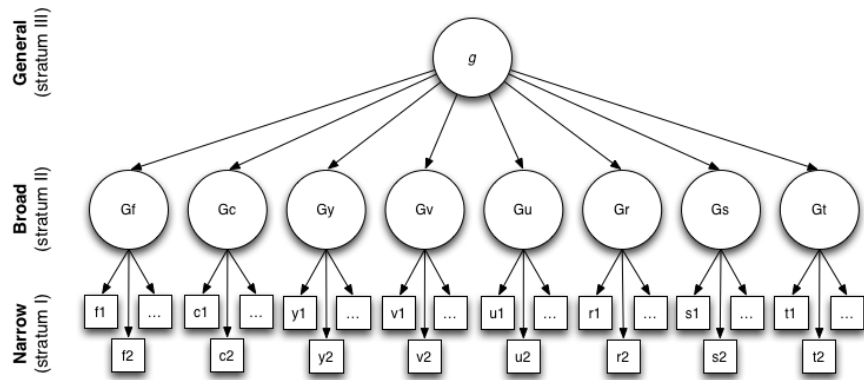 General
(stratum III)
g
Broad
(stratum II)
Gf Gc Gy Gv Gu Gr Gs Gt
Narrow
(stratum I)
f1 ... c1 ... y1 ... v1 ... u1 ... r1 ... s1 ... t1 ...
f2 c2 y2 v2 u2 r2 s2 t2